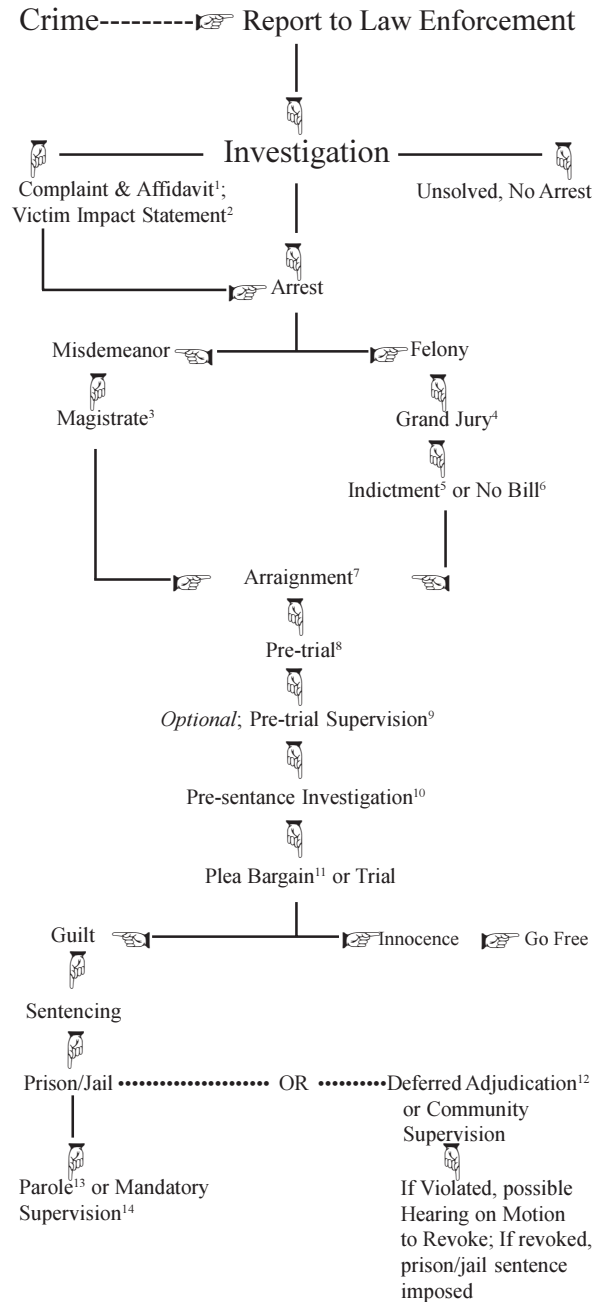 Crime---------☞ Report to Law Enforcement
Investigation
Complaint & Affidavit¹;
Victim Impact Statement²
Unsolved, No Arrest
Arrest
Misdemeanor
Felony
Magistrate³
Grand Jury⁴
Indictment⁵ or No Bill⁶
Arraignment⁷
Pre-trial⁸
Optional; Pre-trial Supervision⁹
Pre-sentance Investigation¹⁰
Plea Bargain¹¹ or Trial
Guilt
Innocence
Go Free
Sentencing
Prison/Jail
OR
Deferred Adjudication¹²
or Community
Supervision
Parole¹³ or Mandatory
Supervision¹⁴
If Violated, possible
Hearing on Motion
to Revoke; If revoked,
prison/jail sentence
imposed